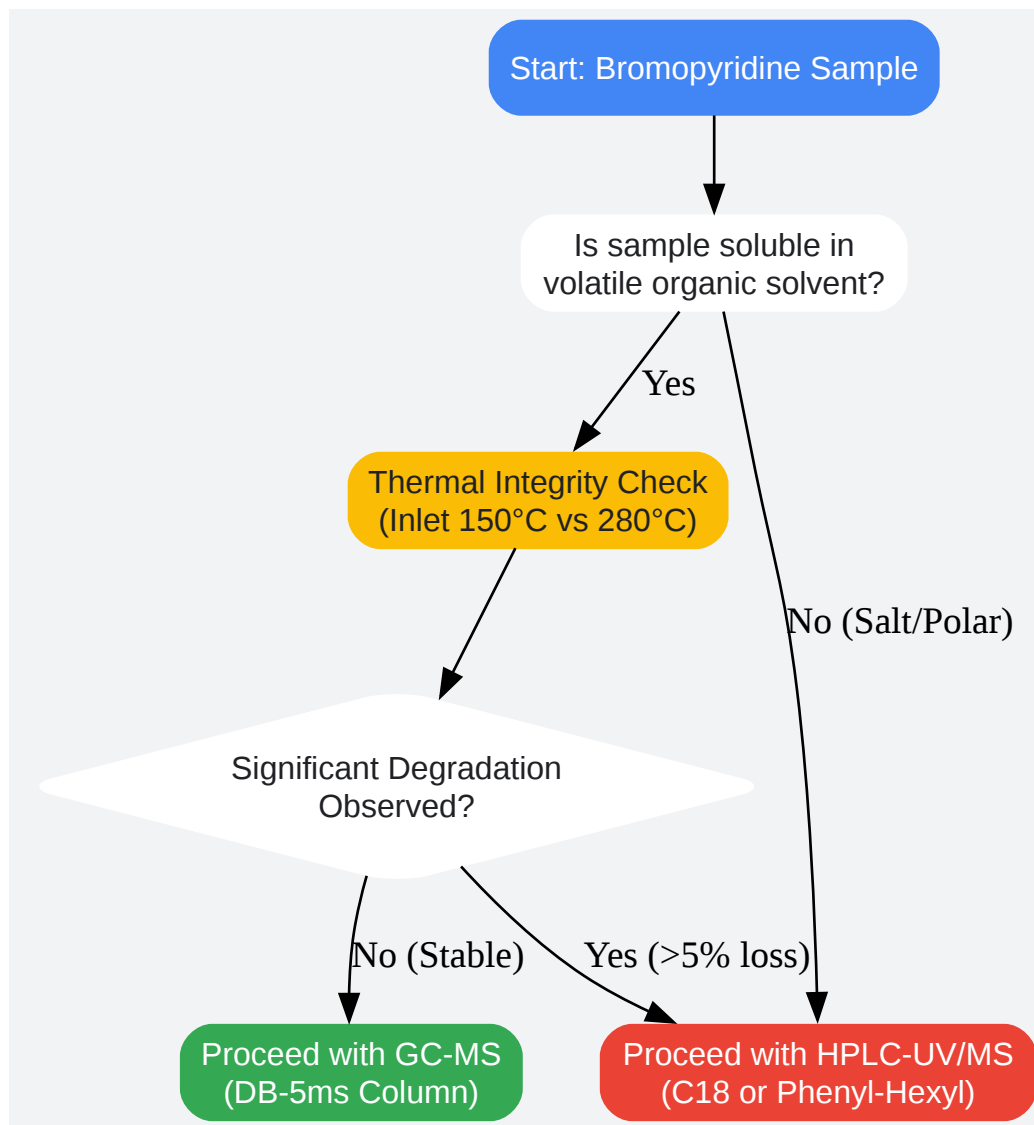 Start: Bromopyridine Sample
Is sample soluble in
volatile organic solvent?
Yes
Thermal Integrity Check
(Inlet 150°C vs 280°C)
No (Salt/Polar)
Significant Degradation
Observed?
No (Stable)
Yes (>5% loss)
Proceed with GC-MS
(DB-5ms Column)
Proceed with HPLC-UV/MS
(C18 or Phenyl-Hexyl)